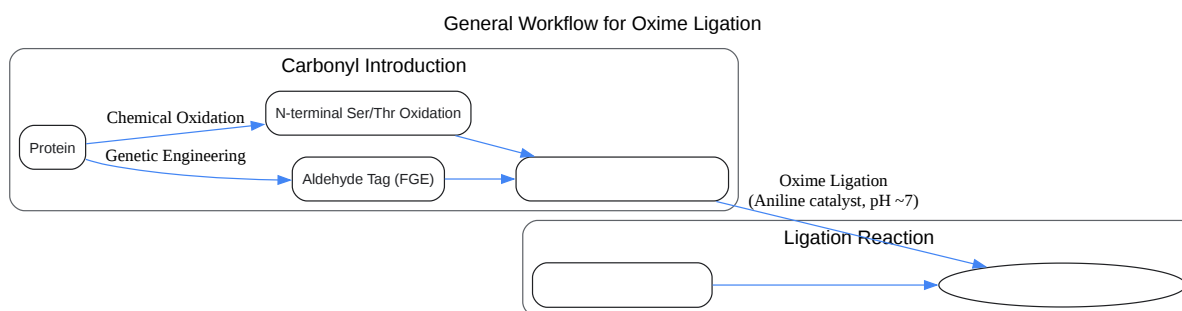 General Workflow for Oxime Ligation
Carbonyl Introduction
Chemical Oxidation
N-terminal Ser/Thr Oxidation
Protein
Genetic Engineering
Aldehyde Tag (FGE)
Oxime Ligation
(Aniline catalyst, pH ~7)
Ligation Reaction